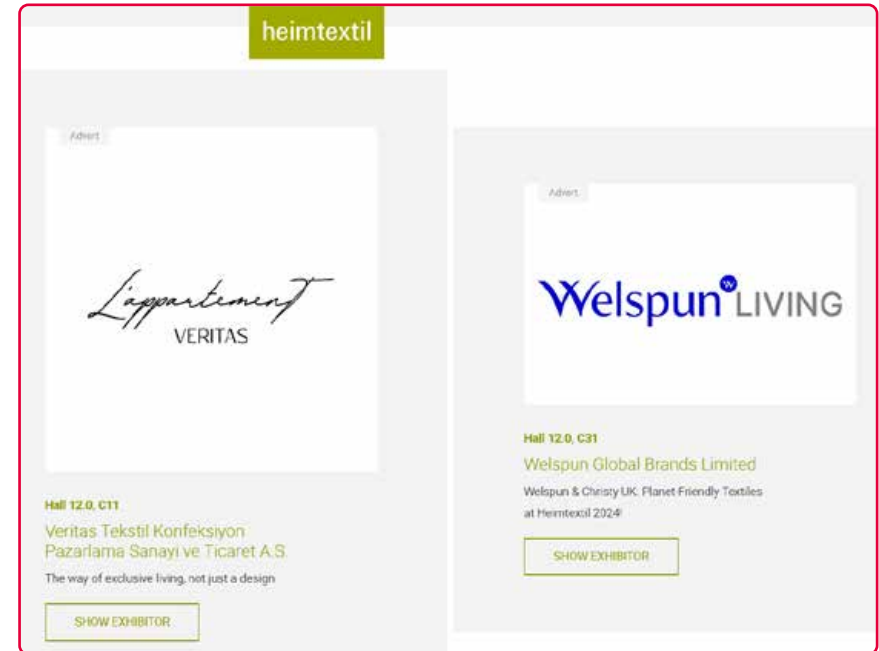 heimtextil
Advert
L'appartement
VERITAS
Hall 12.0, C11
Veritas Tekstil Konfeksiyon
Pazarlama Sanayi ve Ticaret A.S.
The way of exclusive living, not just a design
SHOW EXHIBITOR
Advert
Welspun W LIVING
Hall 12.0, C31
Welspun Global Brands Limited
Welspun & Christy UK: Planet-Friendly Textiles
at Heimtextil 2024!
SHOW EXHIBITOR